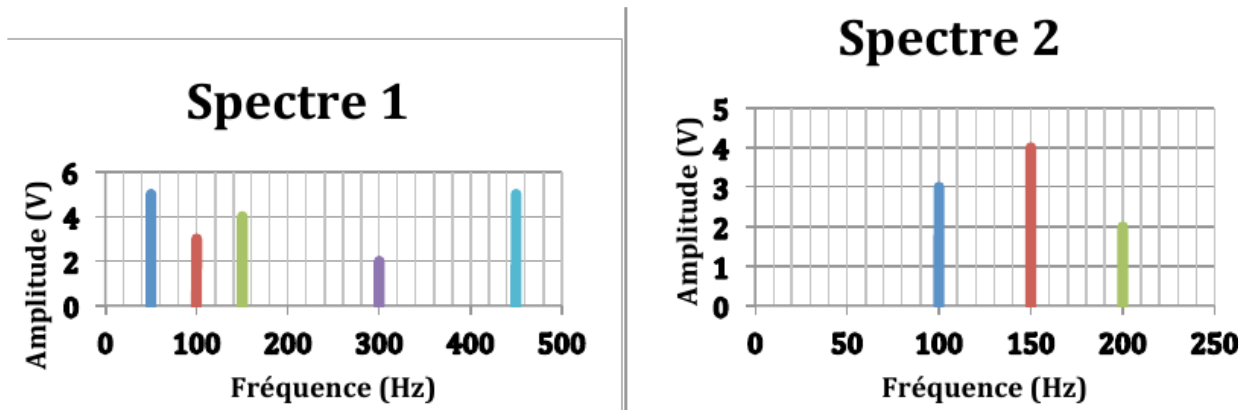 Spectre 1
Amplitude (V)
6
4
2
0
0 100 200 300 400 500
Fréquence (Hz)
Spectre 2
Amplitude (V)
5
4
3
2
1
0
0 50 100 150 200 250
Fréquence (Hz)